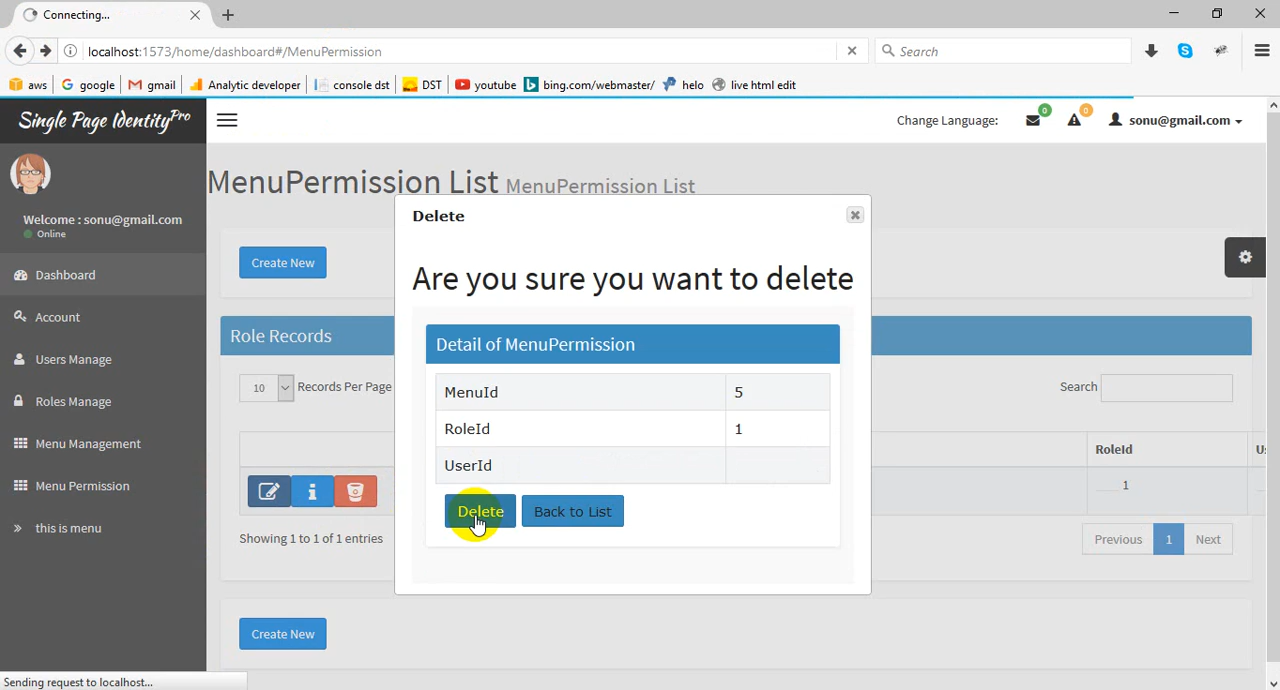 Connecting...
localhost:1573/home/dashboard#/MenuPermission
Search
aws
google
gmail
Analytic developer
console dst
DST
youtube
bing.com/webmaster/
helo
live html edit
Single Page Identity Pro
Change Language:
0
0
sonu@gmail.com
Welcome : sonu@gmail.com
Online
Dashboard
Account
Users Manage
Roles Manage
Menu Management
Menu Permission
this is menu
MenuPermission List MenuPermission List
Create New
Role Records
10 Records Per Page
Search
RoleId
1
Showing 1 to 1 of 1 entries
Previous 1 Next
Create New
Delete
Are you sure you want to delete
Detail of MenuPermission
MenuId 5
RoleId 1
UserId
Delete Back to List
Sending request to localhost...